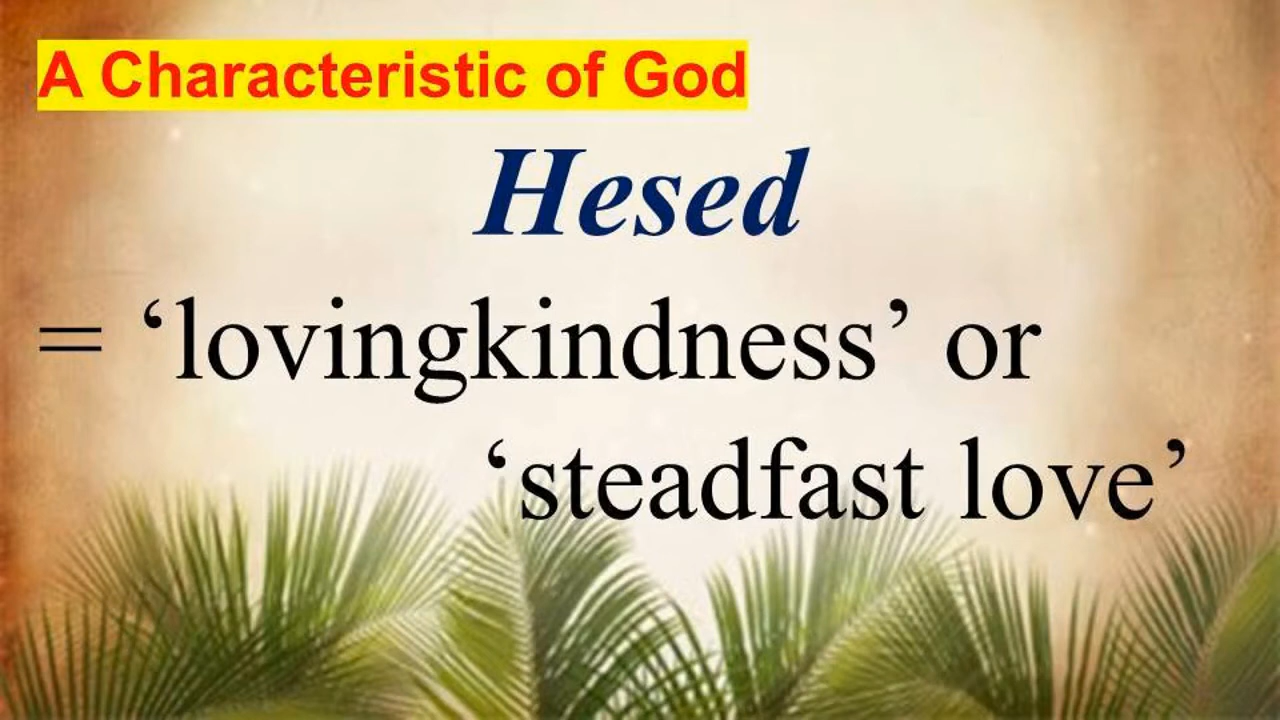 A Characteristic of God
Hesed
= ‘lovingkindness’ or
‘steadfast love’